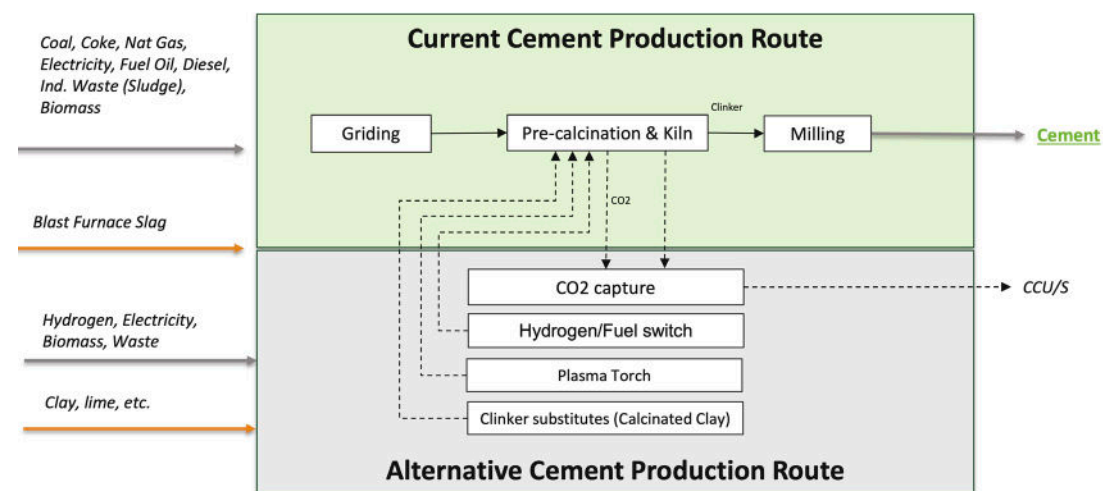 Current Cement Production Route
Coal, Coke, Nat Gas,
Electricity, Fuel Oil, Diesel,
Ind. Waste (Sludge),
Biomass
Griding
Pre-calcination & Kiln
Clinker
Milling
Cement
CO2
Blast Furnace Slag
CO2 capture
CCU/S
Hydrogen/Fuel switch
Hydrogen, Electricity,
Biomass, Waste
Plasma Torch
Clay, lime, etc.
Clinker substitutes (Calcinated Clay)
Alternative Cement Production Route